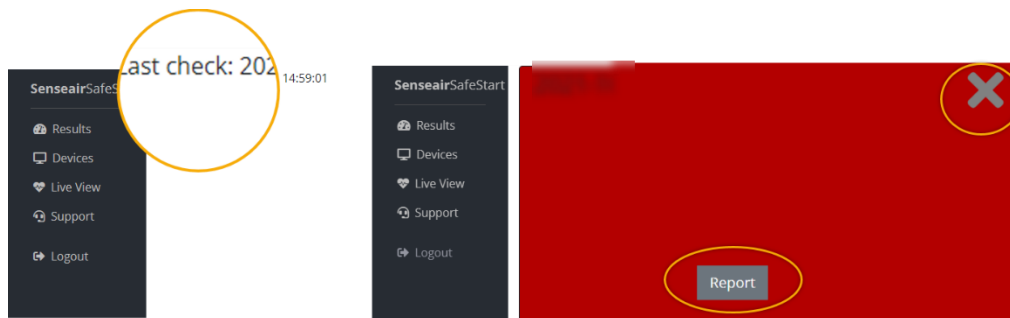 Last check: 202
14:59:01
SenseairSafeS
Results
Devices
Live View
Support
Logout
SenseairSafeStart
Results
Devices
Live View
Support
Logout
Report